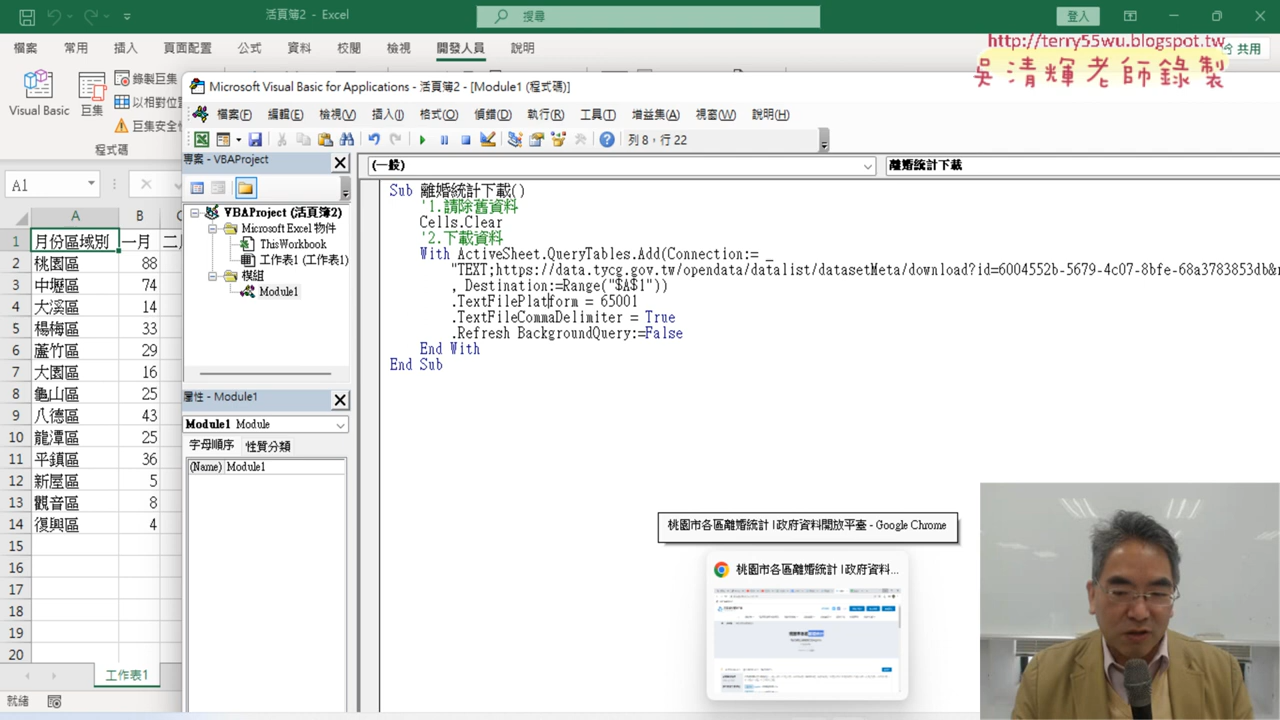 活頁簿2 - Excel
搜尋
登入
檔案 常用 插入 頁面配置 公式 資料 校閱 檢視 開發人員 說明
共用
http://terry55wu.blogspot.tw
吳清輝老師錄製
Visual Basic
巨集
錄製巨集
以相對位
巨集安全
程式碼
Microsoft Visual Basic for Applications - 活頁簿2 - [Module1 (程式碼)]
檔案(F) 編輯(E) 檢視(V) 插入(I) 格式(O) 偵錯(D) 執行(R) 工具(T) 增益集(A) 視窗(W) 說明(H)
列 8，行 22
專案 - VBAProject
(一般)
離婚統計下載
A1
VBAProject (活頁簿2)
Microsoft Excel 物件
ThisWorkbook
工作表1 (工作表1)
模組
Module1
屬性 - Module1
Module1 Module
字母順序 性質分類
(Name) Module1
Sub 離婚統計下載()
'1.請除舊資料
Cells.Clear
'2.下載資料
With ActiveSheet.QueryTables.Add(Connection:= _
"TEXT;https://data.tycg.gov.tw/opendata/datalist/datasetMeta/download?id=6004552b-5679-4c07-8bfe-68a3783853db&
, Destination:=Range("$A$1"))
.TextFilePlatform = 65001
.TextFileCommaDelimiter = True
.Refresh BackgroundQuery:=False
End With
End Sub
A B C
1 月份區域別 一月 二
2 桃園區 88
3 中壢區 74
4 大溪區 14
5 楊梅區 33
6 蘆竹區 29
7 大園區 16
8 龜山區 25
9 八德區 43
10 龍潭區 25
11 平鎮區 36
12 新屋區 5
13 觀音區 8
14 復興區 4
15
16
17
18
工作表1
桃園市各區離婚統計 | 政府資料開放平臺 - Google Chrome
桃園市各區離婚統計 | 政府資料...